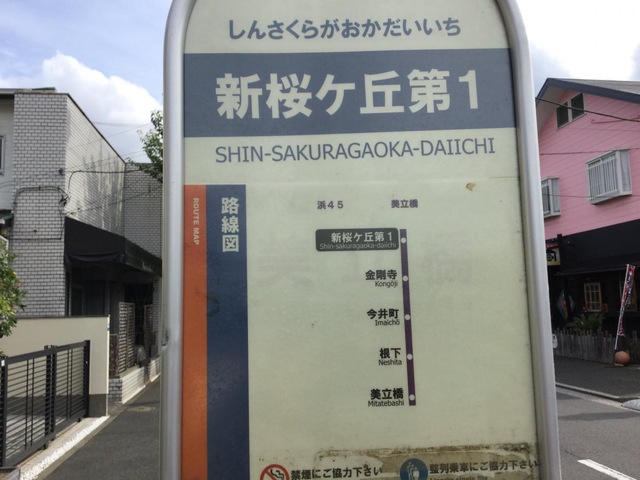 しんさくらがおかだいいち
新桜ケ丘第1
SHIN-SAKURAGAOKA-DAIICHI
ROUTE MAP
路線図
浜45 美立橋
新桜ケ丘第1
Shin-sakuragaoka-daiichi
金剛寺
Kongōji
今井町
Imaichō
根下
Neshita
美立橋
Mitatebashi
禁煙にご協力下さい
整列乗車にご協力下さい